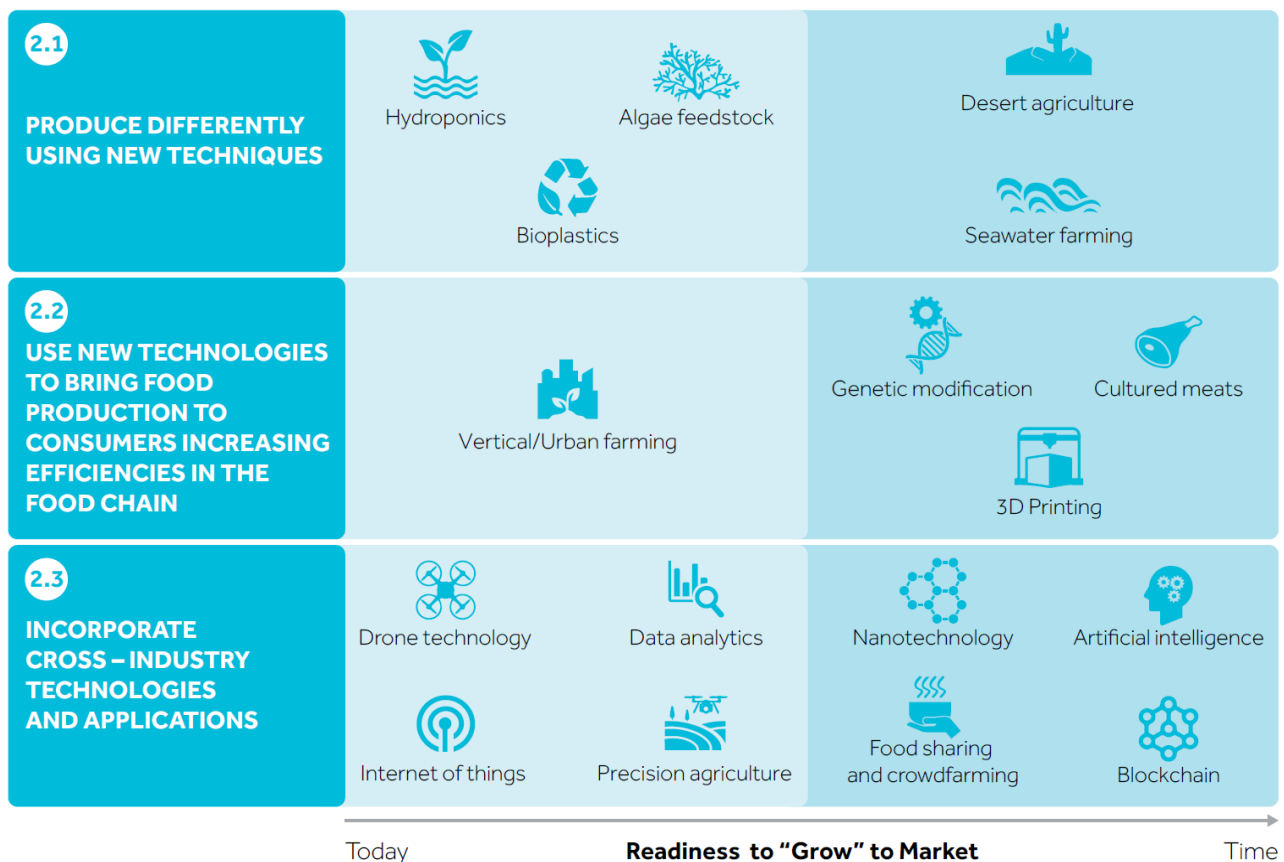 2.1
PRODUCE DIFFERENTLY
USING NEW TECHNIQUES
Hydroponics
Algae feedstock
Bioplastics
Desert agriculture
Seawater farming
2.2
USE NEW TECHNOLOGIES
TO BRING FOOD
PRODUCTION TO
CONSUMERS INCREASING
EFFICIENCIES IN THE
FOOD CHAIN
Vertical/Urban farming
Genetic modification
Cultured meats
3D Printing
2.3
INCORPORATE
CROSS – INDUSTRY
TECHNOLOGIES
AND APPLICATIONS
Drone technology
Data analytics
Internet of things
Precision agriculture
Nanotechnology
Artificial intelligence
Food sharing
and crowdfarming
Blockchain
Today
Readiness to “Grow” to Market
Time